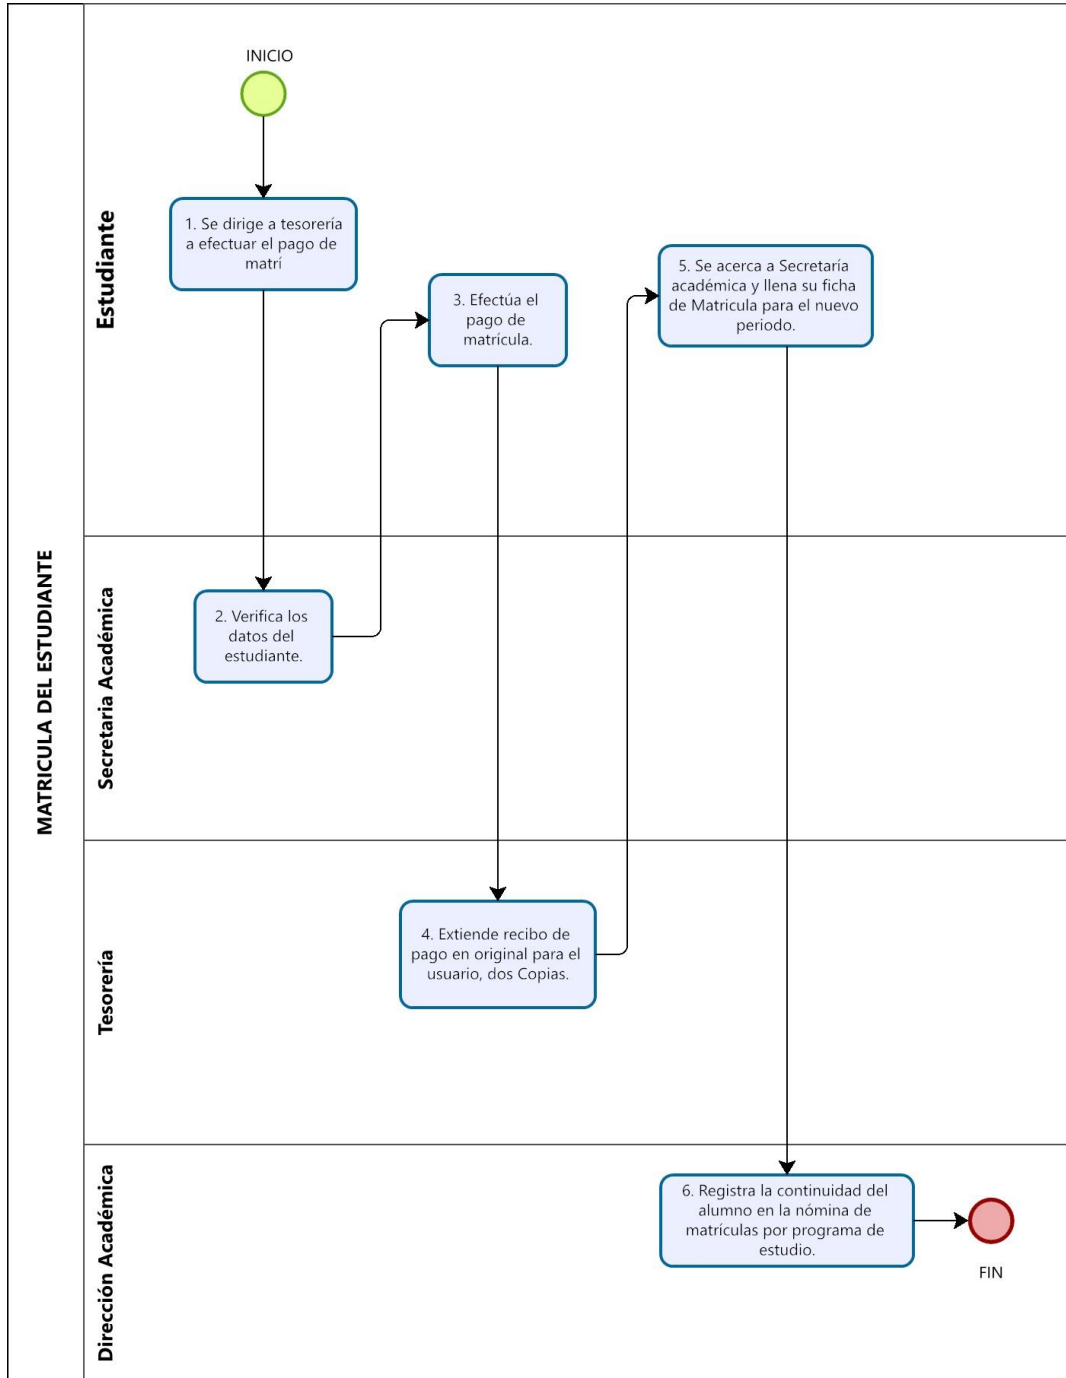 MATRICULA DEL ESTUDIANTE
Estudiante
INICIO
1. Se dirige a tesorería
a efectuar el pago de
matrí
3. Efectúa el
pago de
matrícula.
5. Se acerca a Secretaría
académica y llena su ficha
de Matricula para el nuevo
periodo.
Secretaria Académica
2. Verifica los
datos del
estudiante.
Tesorería
4. Extiende recibo de
pago en original para el
usuario, dos Copias.
Dirección Académica
6. Registra la continuidad del
alumno en la nómina de
matrículas por programa de
estudio.
FIN